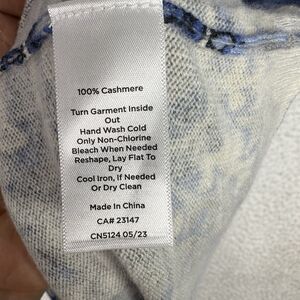 100% Cashmere
Turn Garment Inside
Out
Hand Wash Cold
Only Non-Chlorine
Bleach When Needed
Reshape, Lay Flat To
Dry
Cool Iron, If Needed
Or Dry Clean
Made In China
CA# 23147
CN5124 05/23